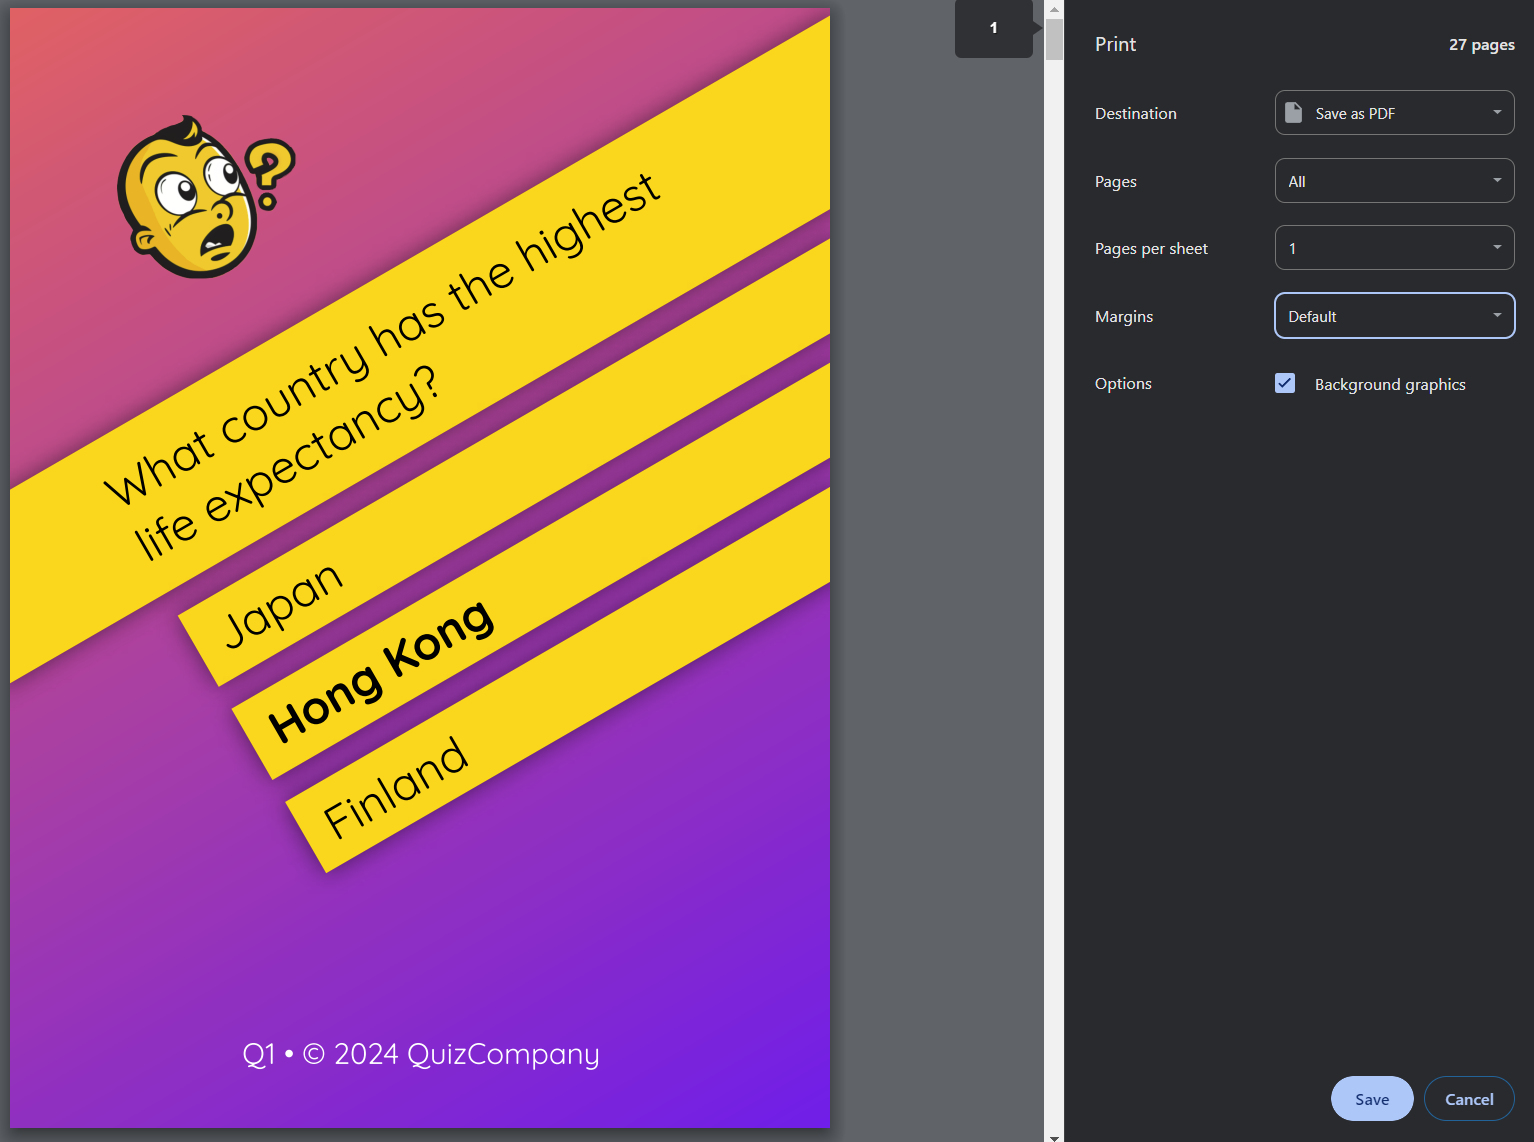 ?
What country has the highest
life expectancy?
Japan
Hong Kong
Finland
Q1 • © 2024 QuizCompany
1
Print
27 pages
Destination
Save as PDF
Pages
All
Pages per sheet
1
Margins
Default
Options
Background graphics
Save
Cancel